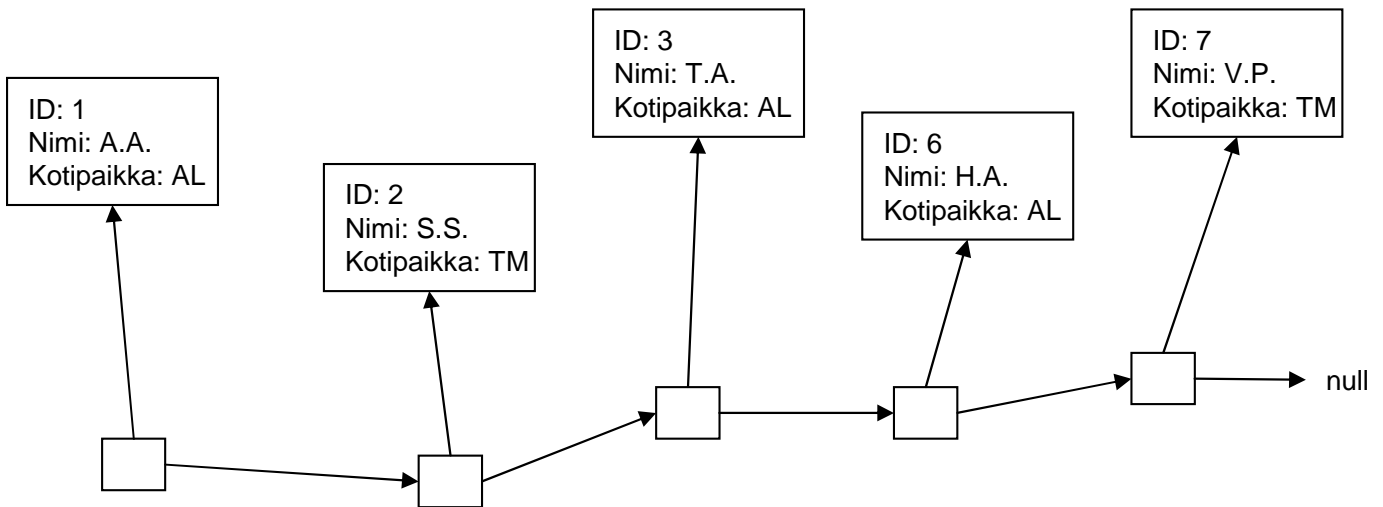 ID: 1
Nimi: A.A.
Kotipaikka: AL
ID: 2
Nimi: S.S.
Kotipaikka: TM
ID: 3
Nimi: T.A.
Kotipaikka: AL
ID: 6
Nimi: H.A.
Kotipaikka: AL
ID: 7
Nimi: V.P.
Kotipaikka: TM
null